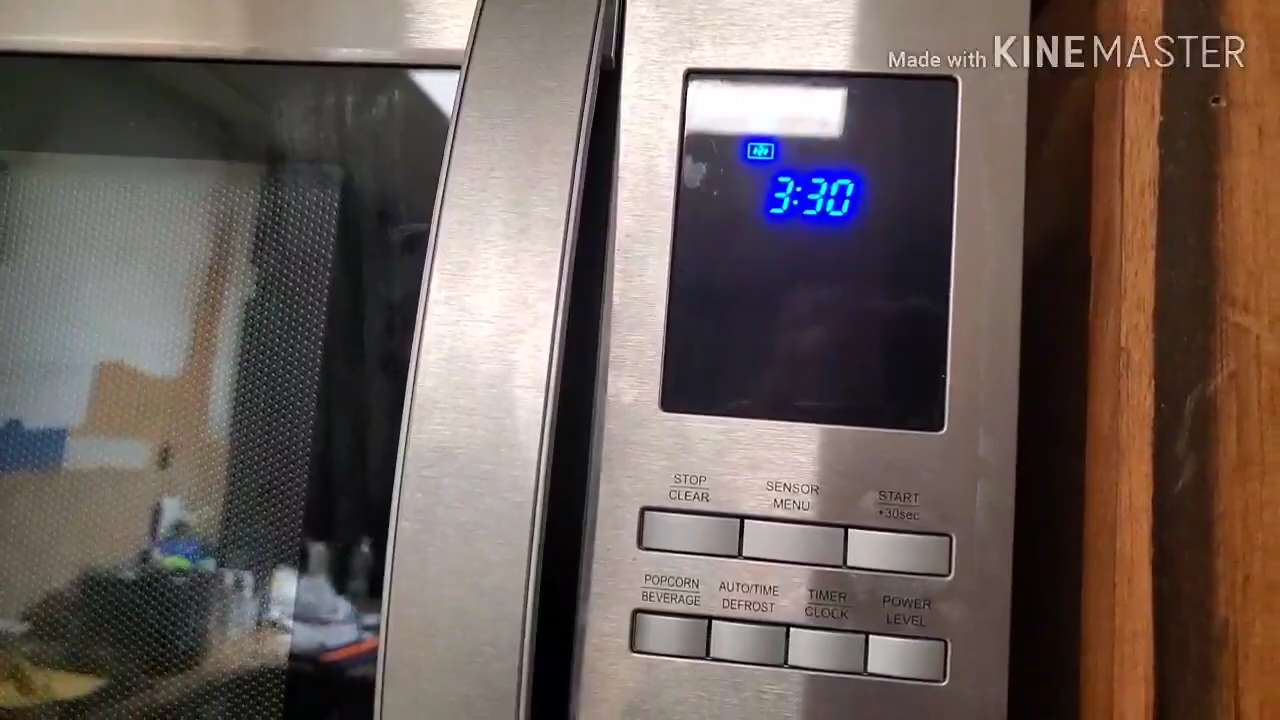 Made with KINEMASTER
3:30
STOP
CLEAR
SENSOR
MENU
START
+30sec
POPCORN
BEVERAGE
AUTO/TIME
DEFROST
TIMER
CLOCK
POWER
LEVEL